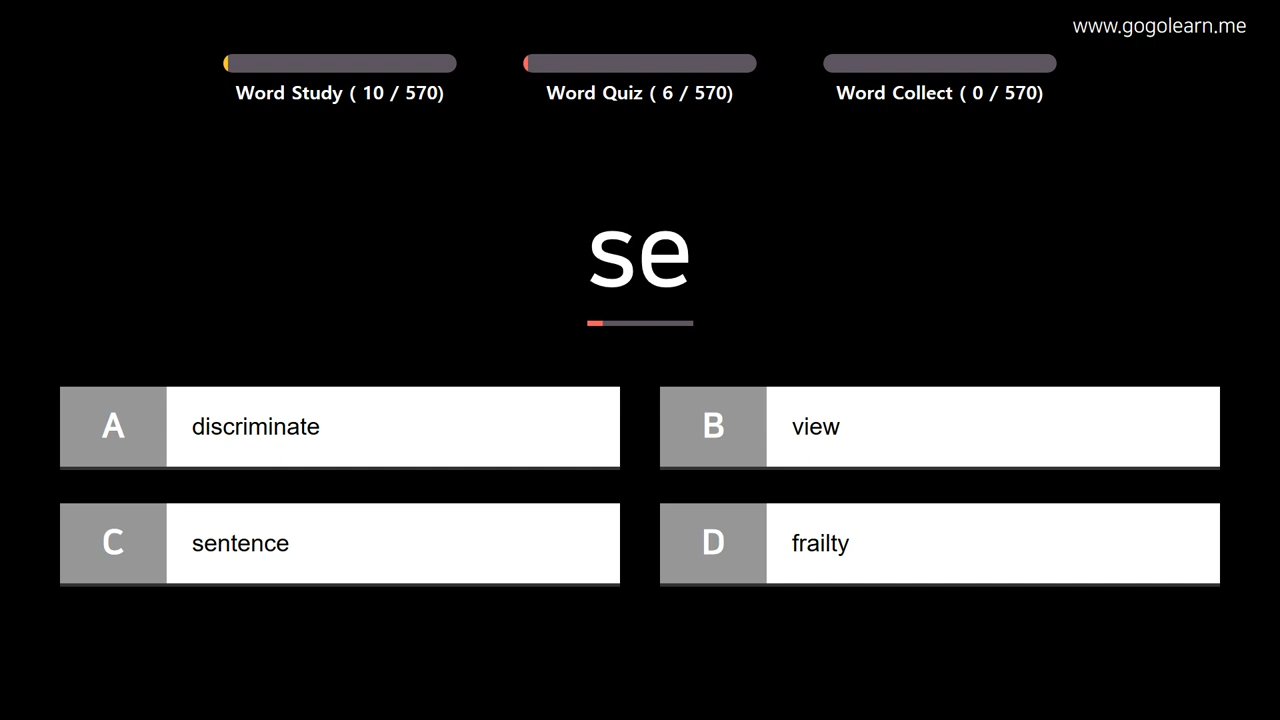 www.gogolearn.me
Word Study ( 10 / 570)
Word Quiz ( 6 / 570)
Word Collect ( 0 / 570)
se
A discriminate
B view
C sentence
D frailty